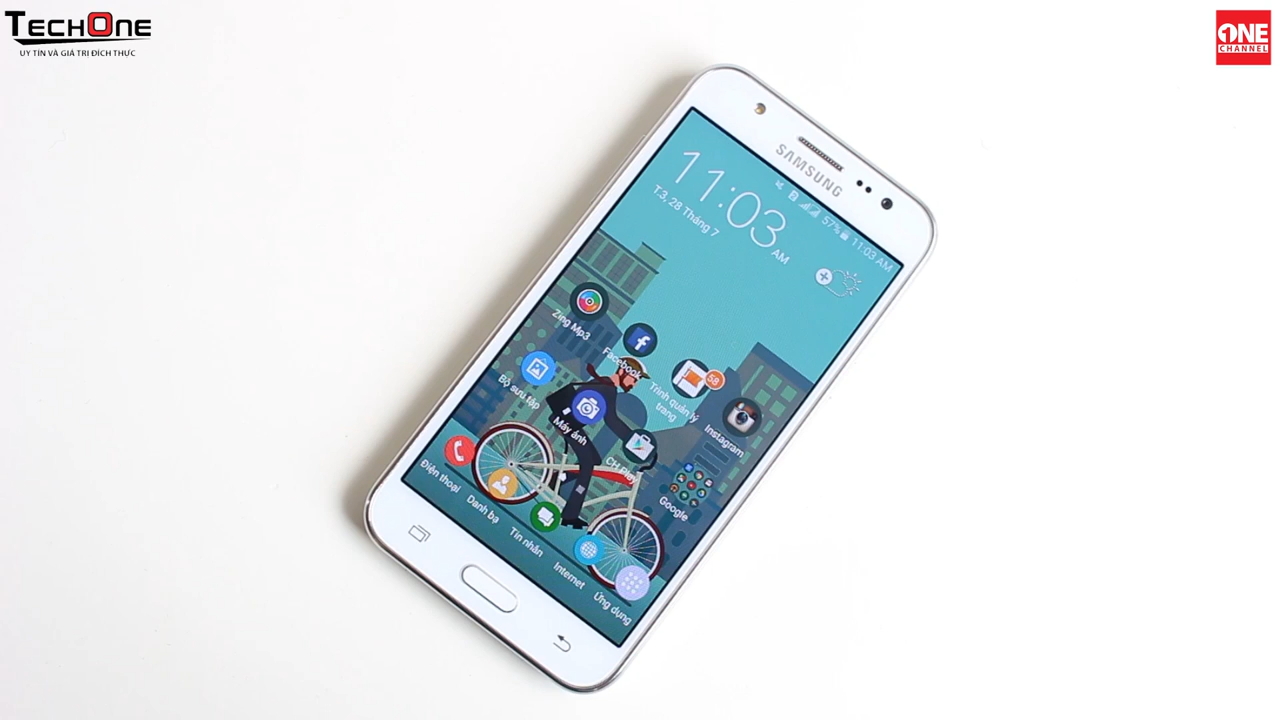 TECHONE
UY TÍN VÀ GIÁ TRỊ ĐÍCH THỰC
ONE
CHANNEL
SAMSUNG
57% 11:03 AM
11:03 AM
T.3, 28 Tháng 7
Zing Mp3
Facebook
Trình quản lý
trang
58
Instagram
Bộ sưu tập
Máy ảnh
CH Play
Google
Điện thoại
Danh bạ
Tin nhắn
Internet
Ứng dụng